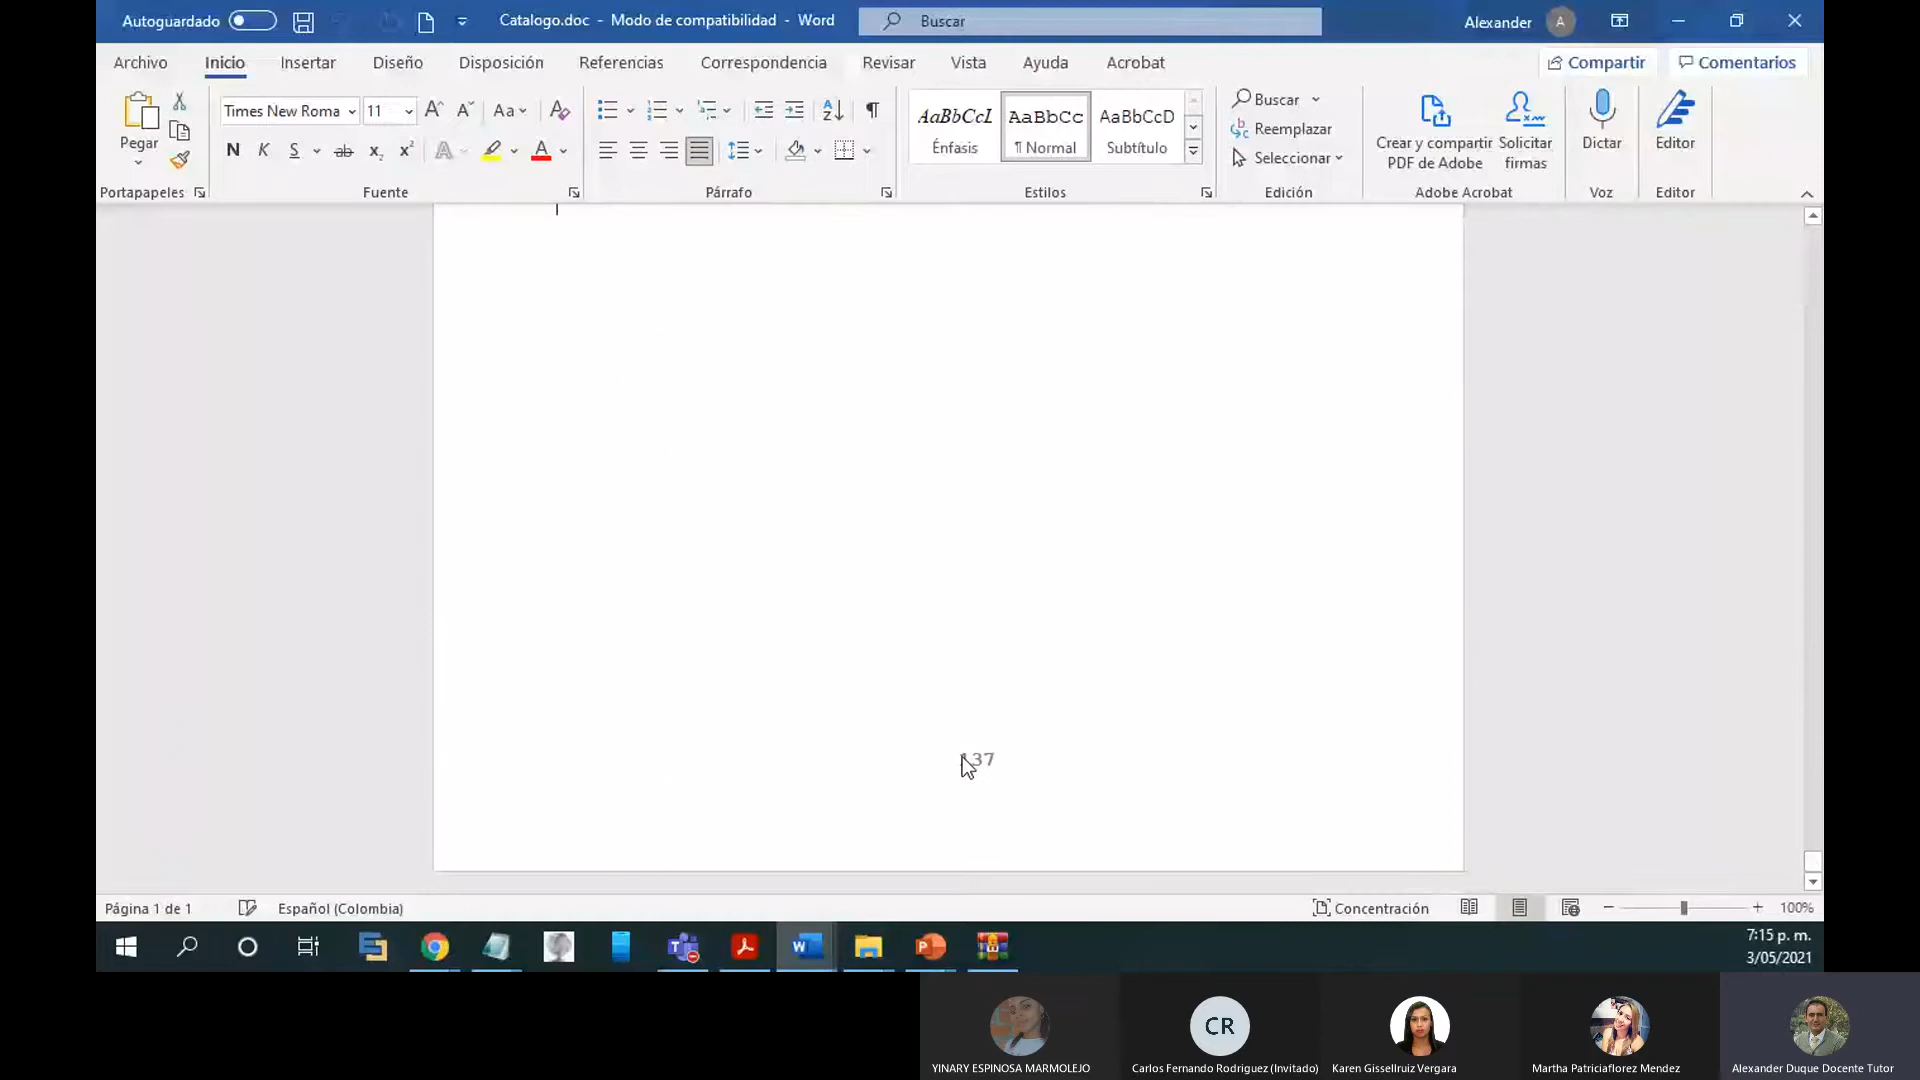 Autoguardado
Catalogo.doc - Modo de compatibilidad - Word
Buscar
Alexander
A
Archivo Inicio Insertar Diseño Disposición Referencias Correspondencia Revisar Vista Ayuda Acrobat
Compartir
Comentarios
Pegar
Portapapeles
Times New Roma
11
Aa
N K S ab x, x²
A
Fuente
Párrafo
AaBbCcL AaBbCc AaBbCcD
Énfasis ¶ Normal Subtítulo
Estilos
Buscar
Reemplazar
Seleccionar
Edición
Crear y compartir
PDF de Adobe
Solicitar
firmas
Adobe Acrobat
Dictar
Voz
Editor
Editor
137
Página 1 de 1
Español (Colombia)
Concentración
100%
7:15 p. m.
3/05/2021
CR
YINARY ESPINOSA MARMOLEJO
Carlos Fernando Rodriguez (Invitado)
Karen Gissellruiz Vergara
Martha Patriciaflorez Mendez
Alexander Duque Docente Tutor